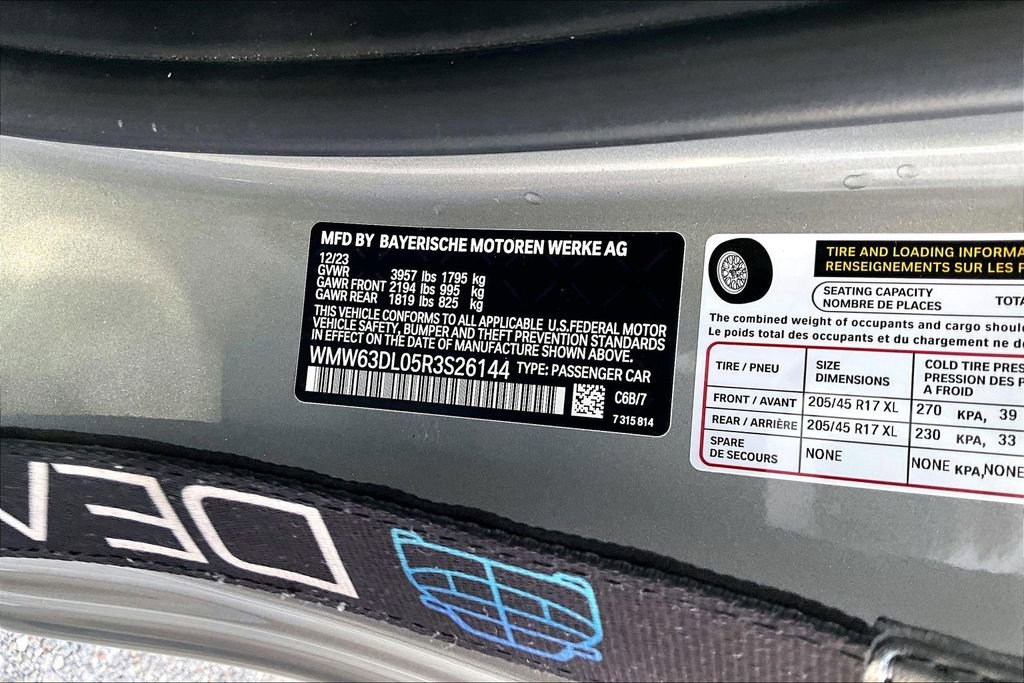 MFD BY BAYERISCHE MOTOREN WERKE AG
12/23
GVWR 3957 lbs 1795 kg
GAWR FRONT 2194 lbs 995 kg
GAWR REAR 1819 lbs 825 kg
THIS VEHICLE CONFORMS TO ALL APPLICABLE U.S.FEDERAL MOTOR
VEHICLE SAFETY, BUMPER AND THEFT PREVENTION STANDARDS
IN EFFECT ON THE DATE OF MANUFACTURE SHOWN ABOVE.
WMW63DL05R3S26144 TYPE: PASSENGER CAR
C6B/7
7 315 814
TIRE AND LOADING INFORMA
RENSEIGNEMENTS SUR LES P
SEATING CAPACITY
NOMBRE DE PLACES
TOTA
The combined weight of occupants and cargo shoul
Le poids total des occupants et du chargement ne d
TIRE / PNEU SIZE COLD TIRE PRES
DIMENSIONS PRESSION DES P
A FROID
FRONT / AVANT 205/45 R17 XL 270 KPA, 39
REAR / ARRIÈRE 205/45 R17 XL 230 KPA, 33
SPARE
DE SECOURS
NONE NONE KPA,NONE
DEV